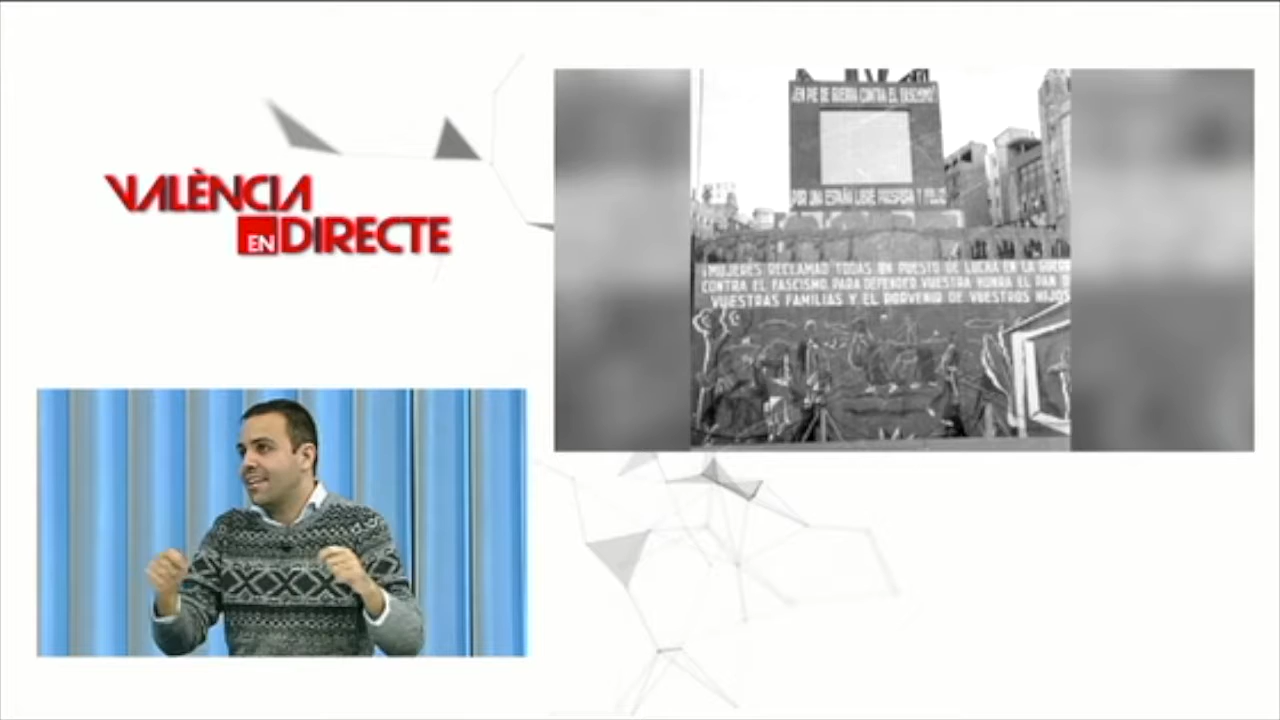 VALÈNCIA
EN DIRECTE
¡EN PIE DE GUERRA CONTRA EL FASCISMO!
POR UNA ESPAÑA LIBRE PROSPERA Y
¡MUJERES RECLAMAD TODAS UN PUESTO DE LUCHA EN LA GUERRA
CONTRA EL FASCISMO, PARA DEFENDER VUESTRA HONRA EL PAN D
VUESTRAS FAMILIAS Y EL PORVENIR DE VUESTROS HIJOS